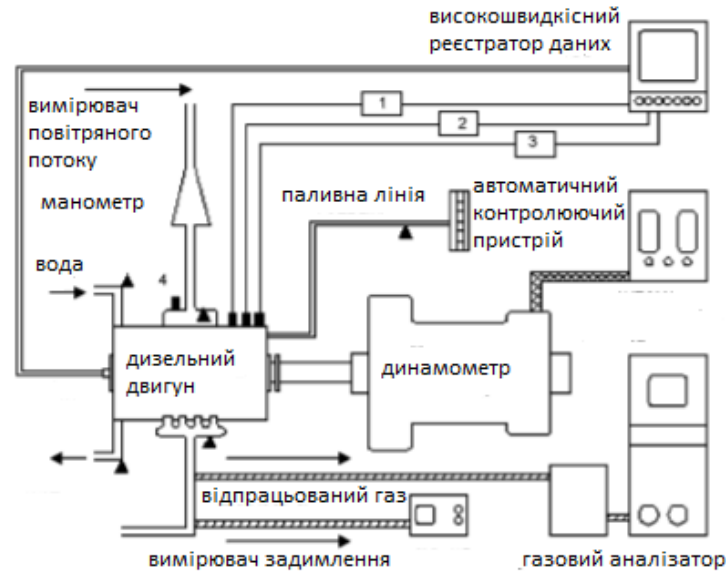 високошвидкісний
реєстратор даних
вимірювач
повітряного
потоку
1
2
3
манометр
паливна лінія
автоматичний
контролюючий
пристрій
вода
4
дизельний
двигун
динамометр
відпрацьований газ
вимірювач задимлення
газовий аналізатор